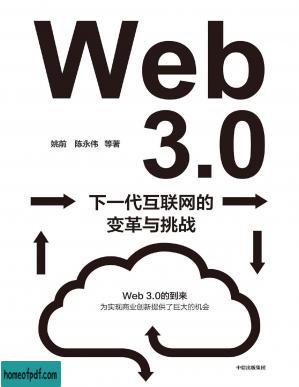 Web
3.0
姚前 陈永伟 等著
下一代互联网的
变革与挑战
Web 3.0的到来
为实现商业创新提供了巨大的机会
中信出版集团
homeofpdf.com